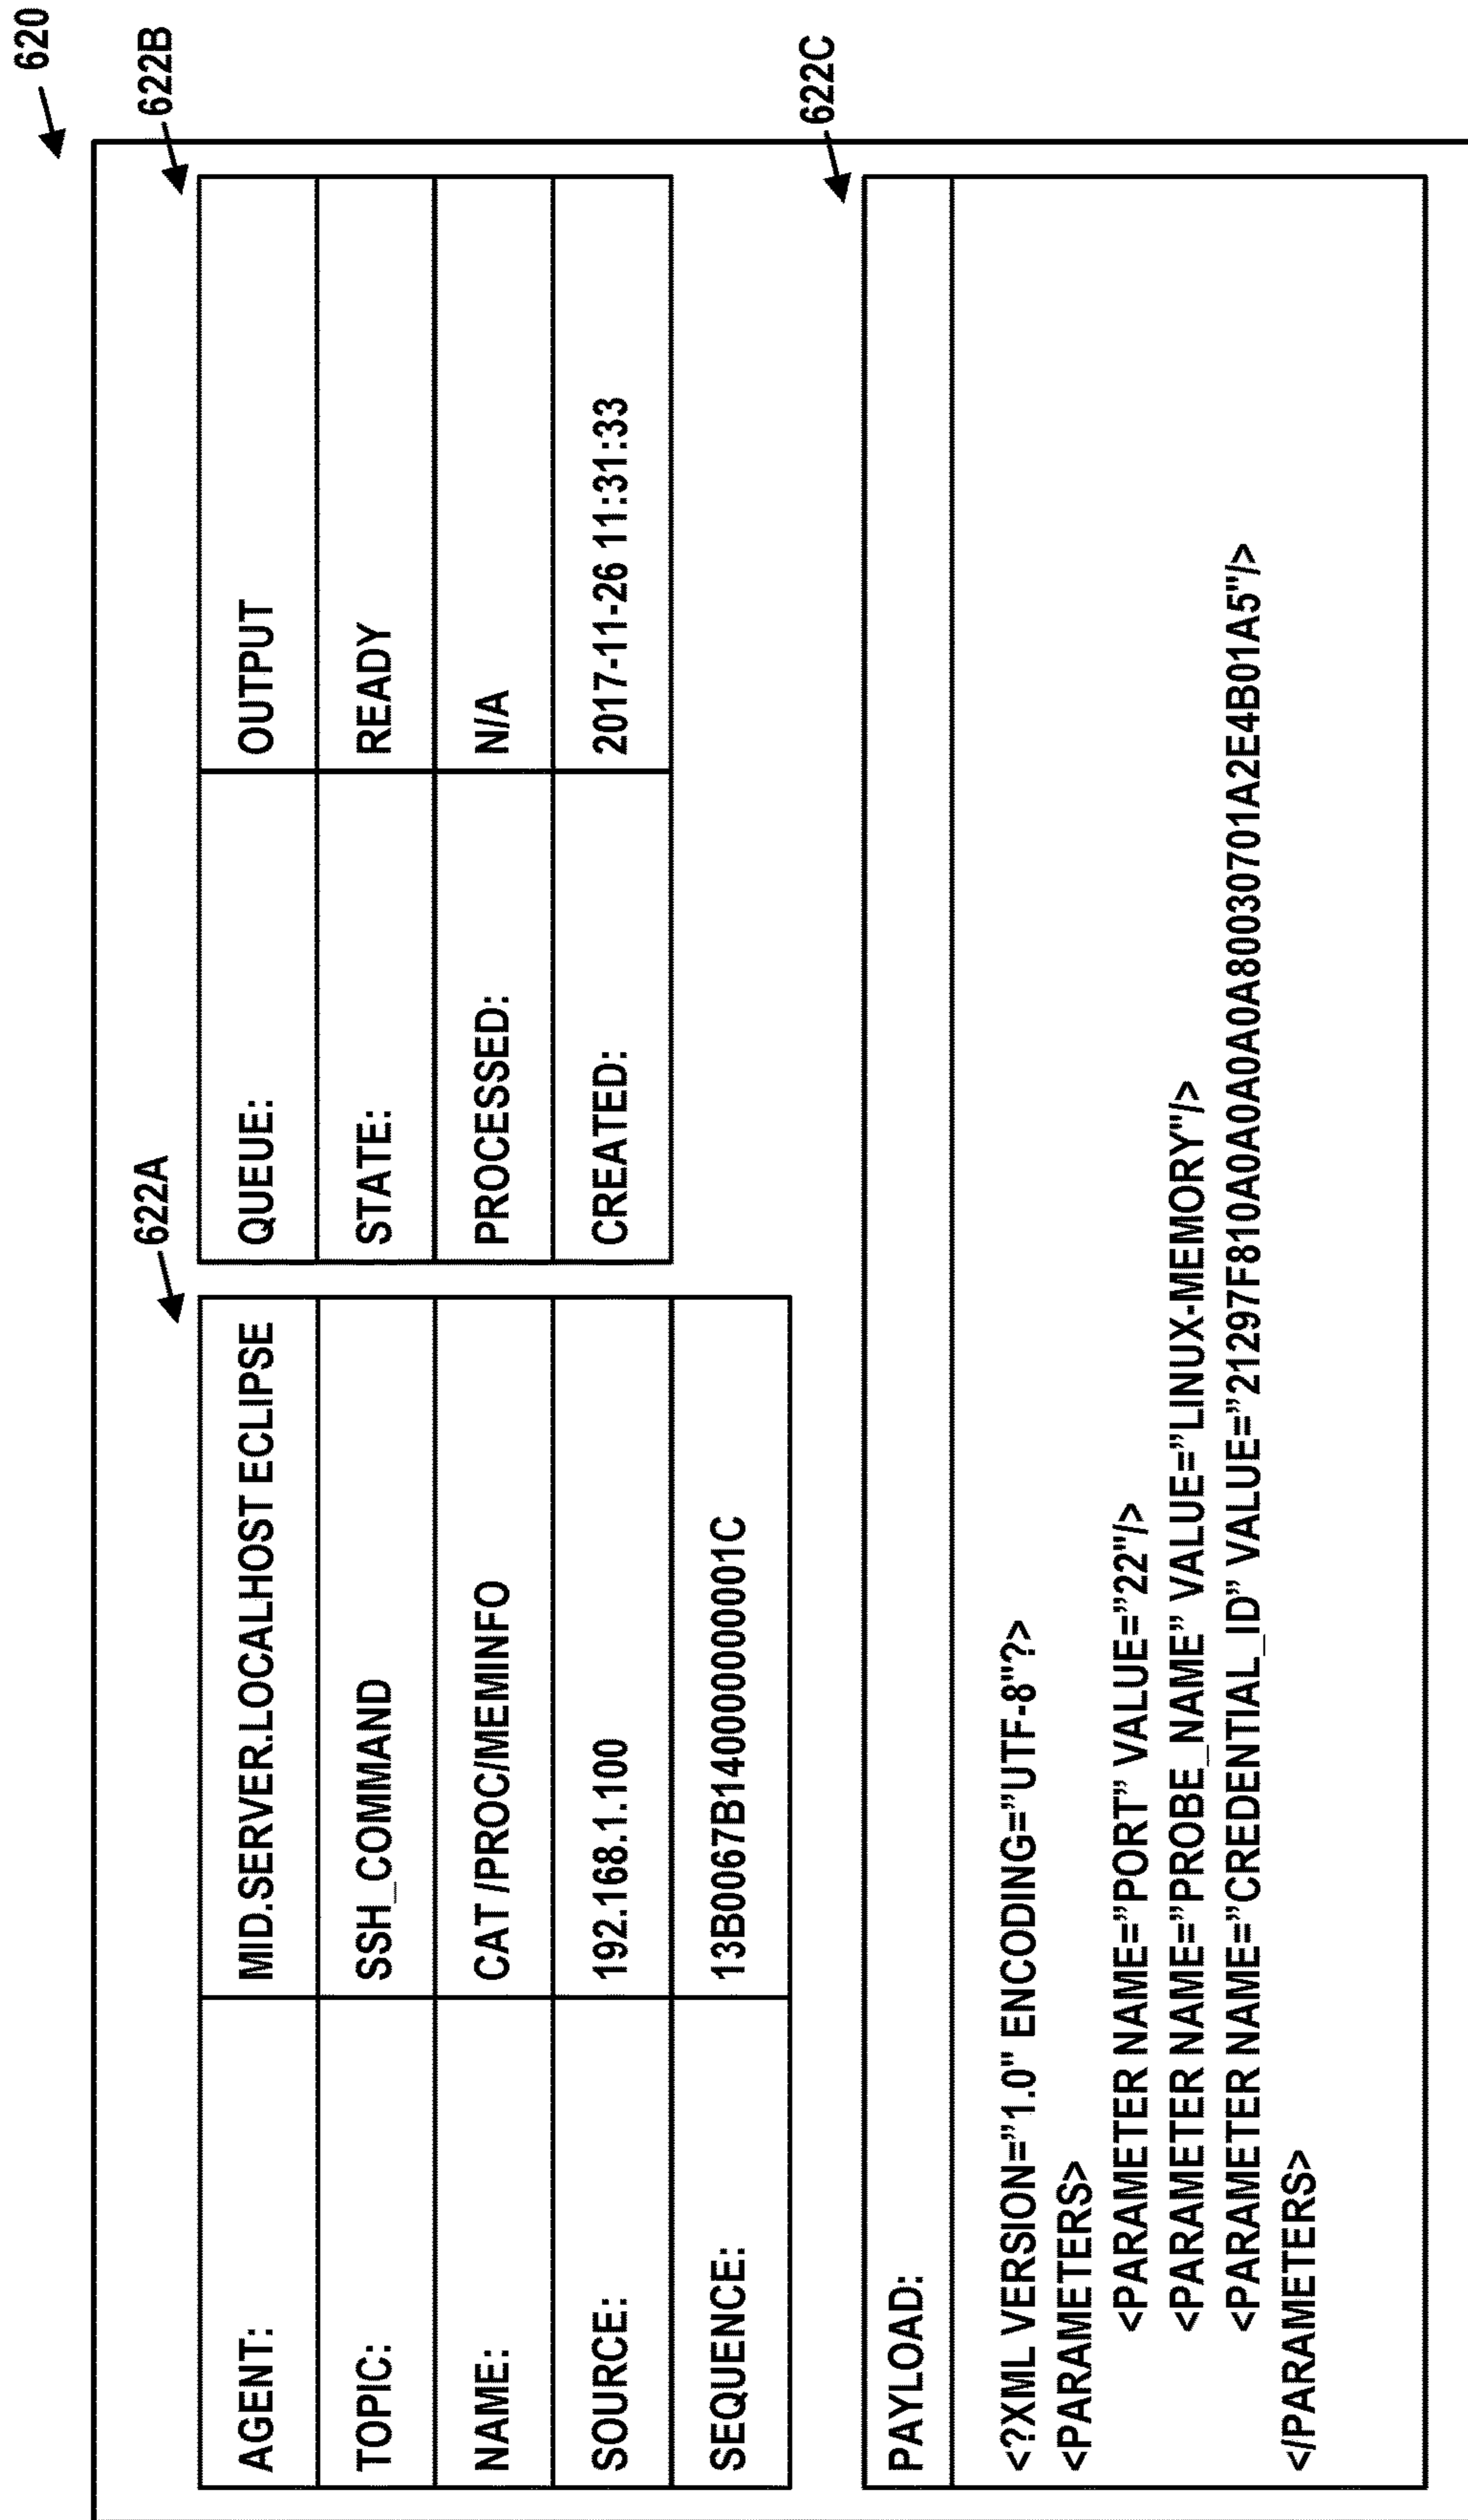 620
622A
AGENT: MID.SERVER.LOCALHOST ECLIPSE
TOPIC: SSH_COMMAND
NAME: CAT /PROC/MEMINFO
SOURCE: 192.168.1.100
SEQUENCE: 13B0067B140000000001C
622B
QUEUE: OUTPUT
STATE: READY
PROCESSED: N/A
CREATED: 2017-11-26 11:31:33
622C
PAYLOAD:
<?XML VERSION=”1.0" ENCODING=”UTF-8"?>
<PARAMETERS>
<PARAMETER NAME=”PORT” VALUE=”22"/>
<PARAMETER NAME=”PROBE_NAME” VALUE=”LINUX-MEMORY"/>
<PARAMETER NAME=”CREDENTIAL_ID” VALUE=”21297F810A0A0A0A0A80030701A2E4B01A5"/>
</PARAMETERS>